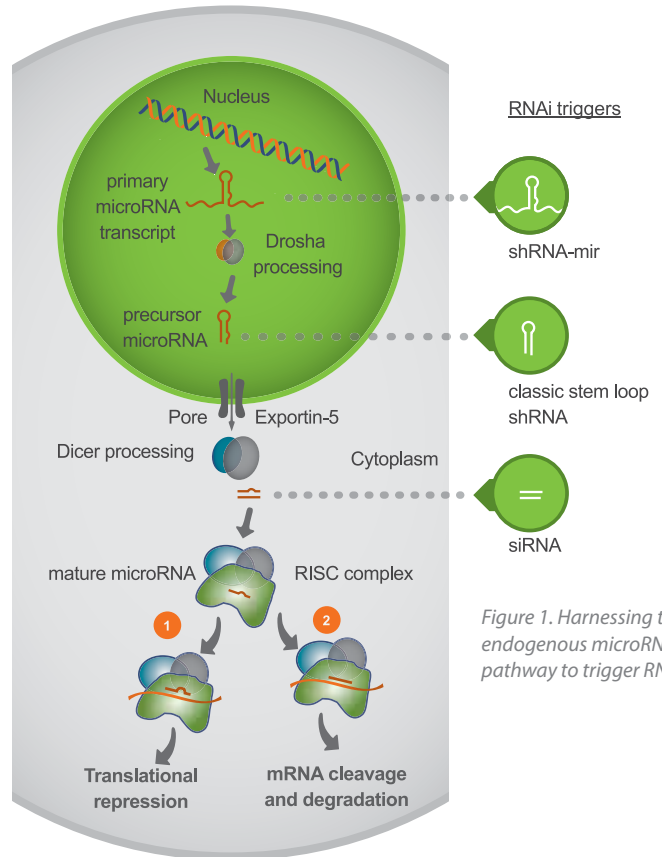 Nucleus
RNAi triggers
primary
microRNA
transcript
shRNA-mir
Drosha
processing
precursor
microRNA
classic stem loop
shRNA
Pore
Exportin-5
Dicer processing
Cytoplasm
siRNA
mature microRNA
RISC complex
1
2
Figure 1. Harnessing t
endogenous microRN
pathway to trigger RN
Translational
repression
mRNA cleavage
and degradation